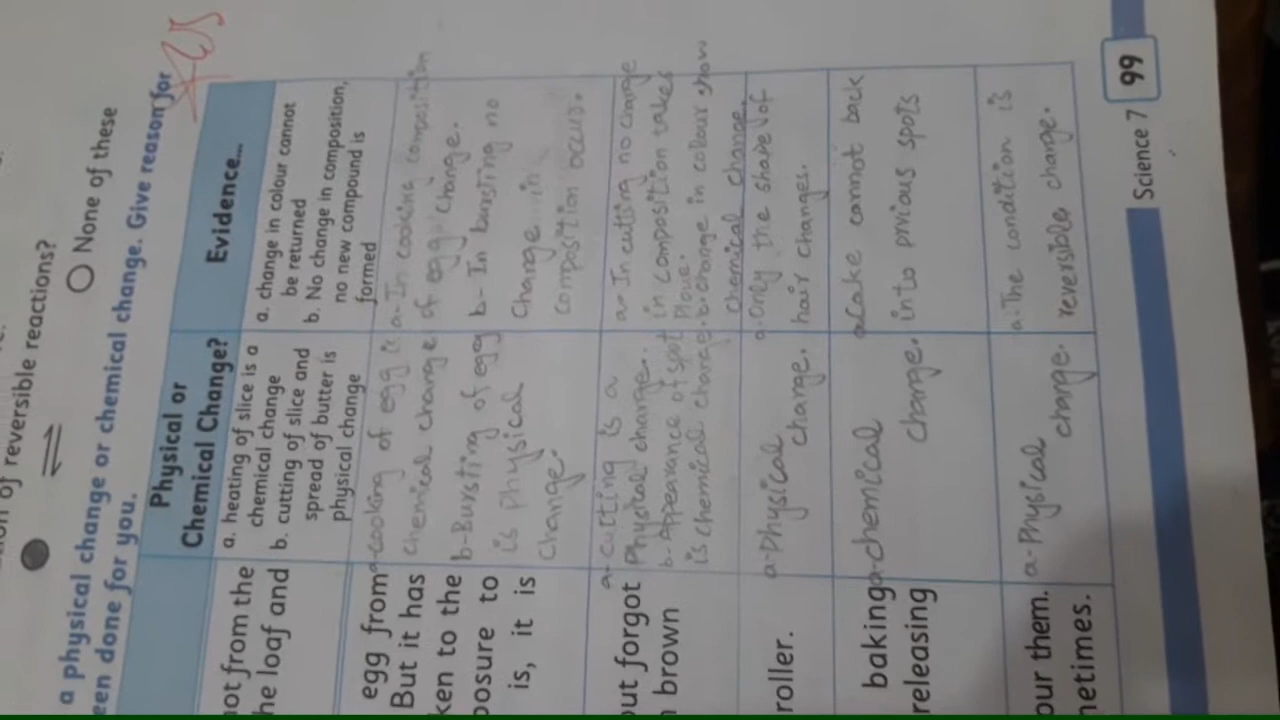 of reversible reactions?
⇌
None of these
a physical change or chemical change. Give reason for
een done for you.
Physical or
Chemical Change?
Evidence...
not from the
he loaf and
a. heating of slice is a
chemical change
b. cutting of slice and
spread of butter is
physical change
a. change in colour cannot
be returned
b. No change in composition,
no new compound is
formed
egg from
But it has
ken to the
posure to
is, it is
a-cooking of egg is
chemical change
b-Bursting of egg
is physical
change.
a-In cooking composition
of egg change.
b- In bursting no
change in
composition occur.
out forgot
brown
a- Cutting is a
Physical change.
b- Appearance of spot
is chemical change.
a- In cutting no change
in composition takes
Place.
b: change in colour show
chemical change.
roller.
a-Physical
change.
a-Only the shape of
hair changes.
baking
releasing
a-chemical
change.
a Cake cannot back
into privious spots
our them.
netimes.
a-Physical
change.
a.The condition is
reversible change.
Science 7
99